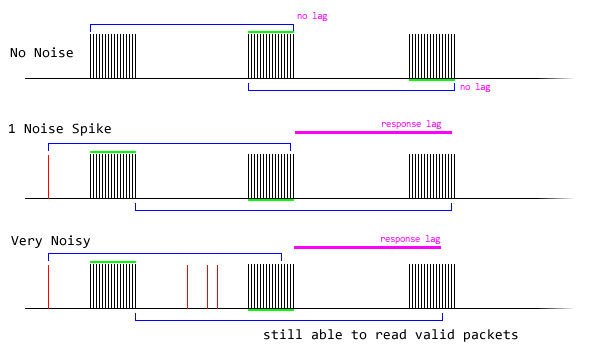 no lag
No Noise
no lag
1 Noise Spike
response lag
Very Noisy
response lag
still able to read valid packets